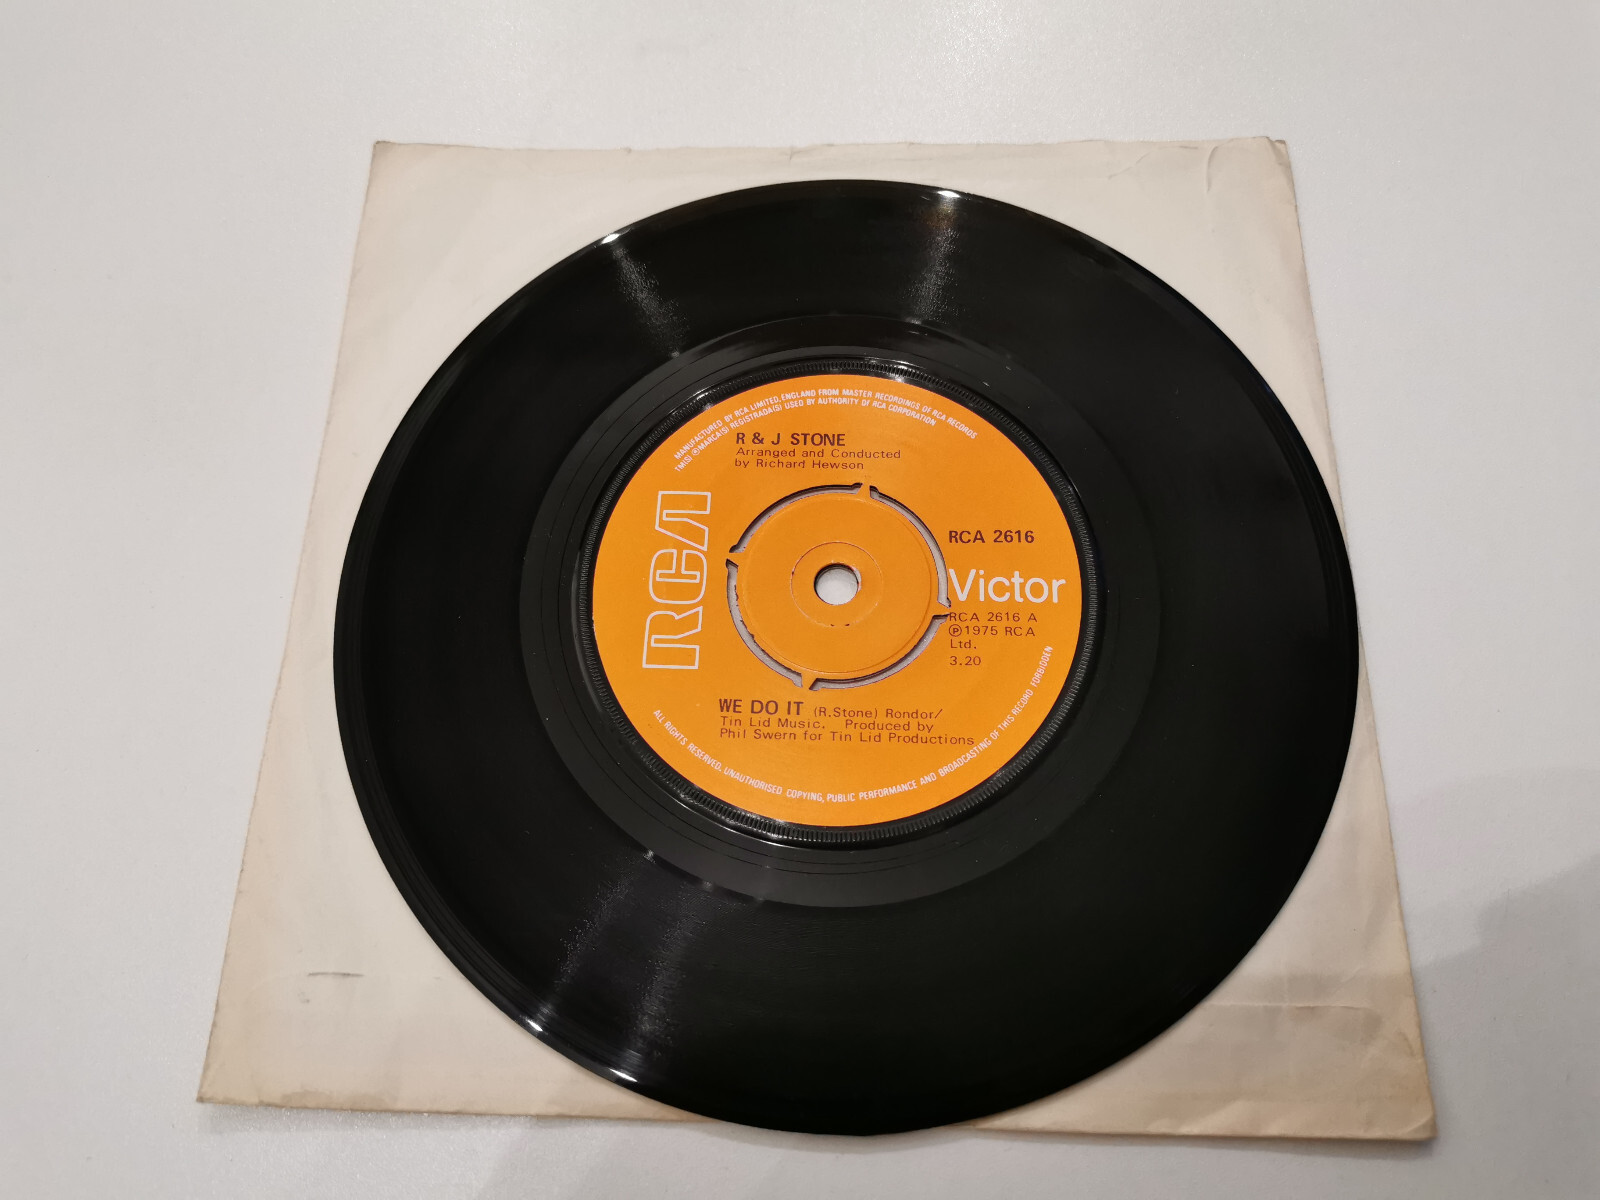 MANUFACTURED BY RCA LIMITED, ENGLAND FROM MASTER RECORDINGS OF RCA RECORDS
TM(S) ® MARCA(S) REGISTRADA(S) USED BY AUTHORITY OF RCA CORPORATION
R & J STONE
Arranged and Conducted
by Richard Hewson
RCA
RCA 2616
Victor
RCA 2616 A
Ⓟ1975 RCA
Ltd.
3.20
WE DO IT (R.Stone) Rondor/
Tin Lid Music. Produced by
Phil Swern for Tin Lid Productions
ALL RIGHTS RESERVED. UNAUTHORISED COPYING, PUBLIC PERFORMANCE AND BROADCASTING OF THIS RECORD FORBIDDEN